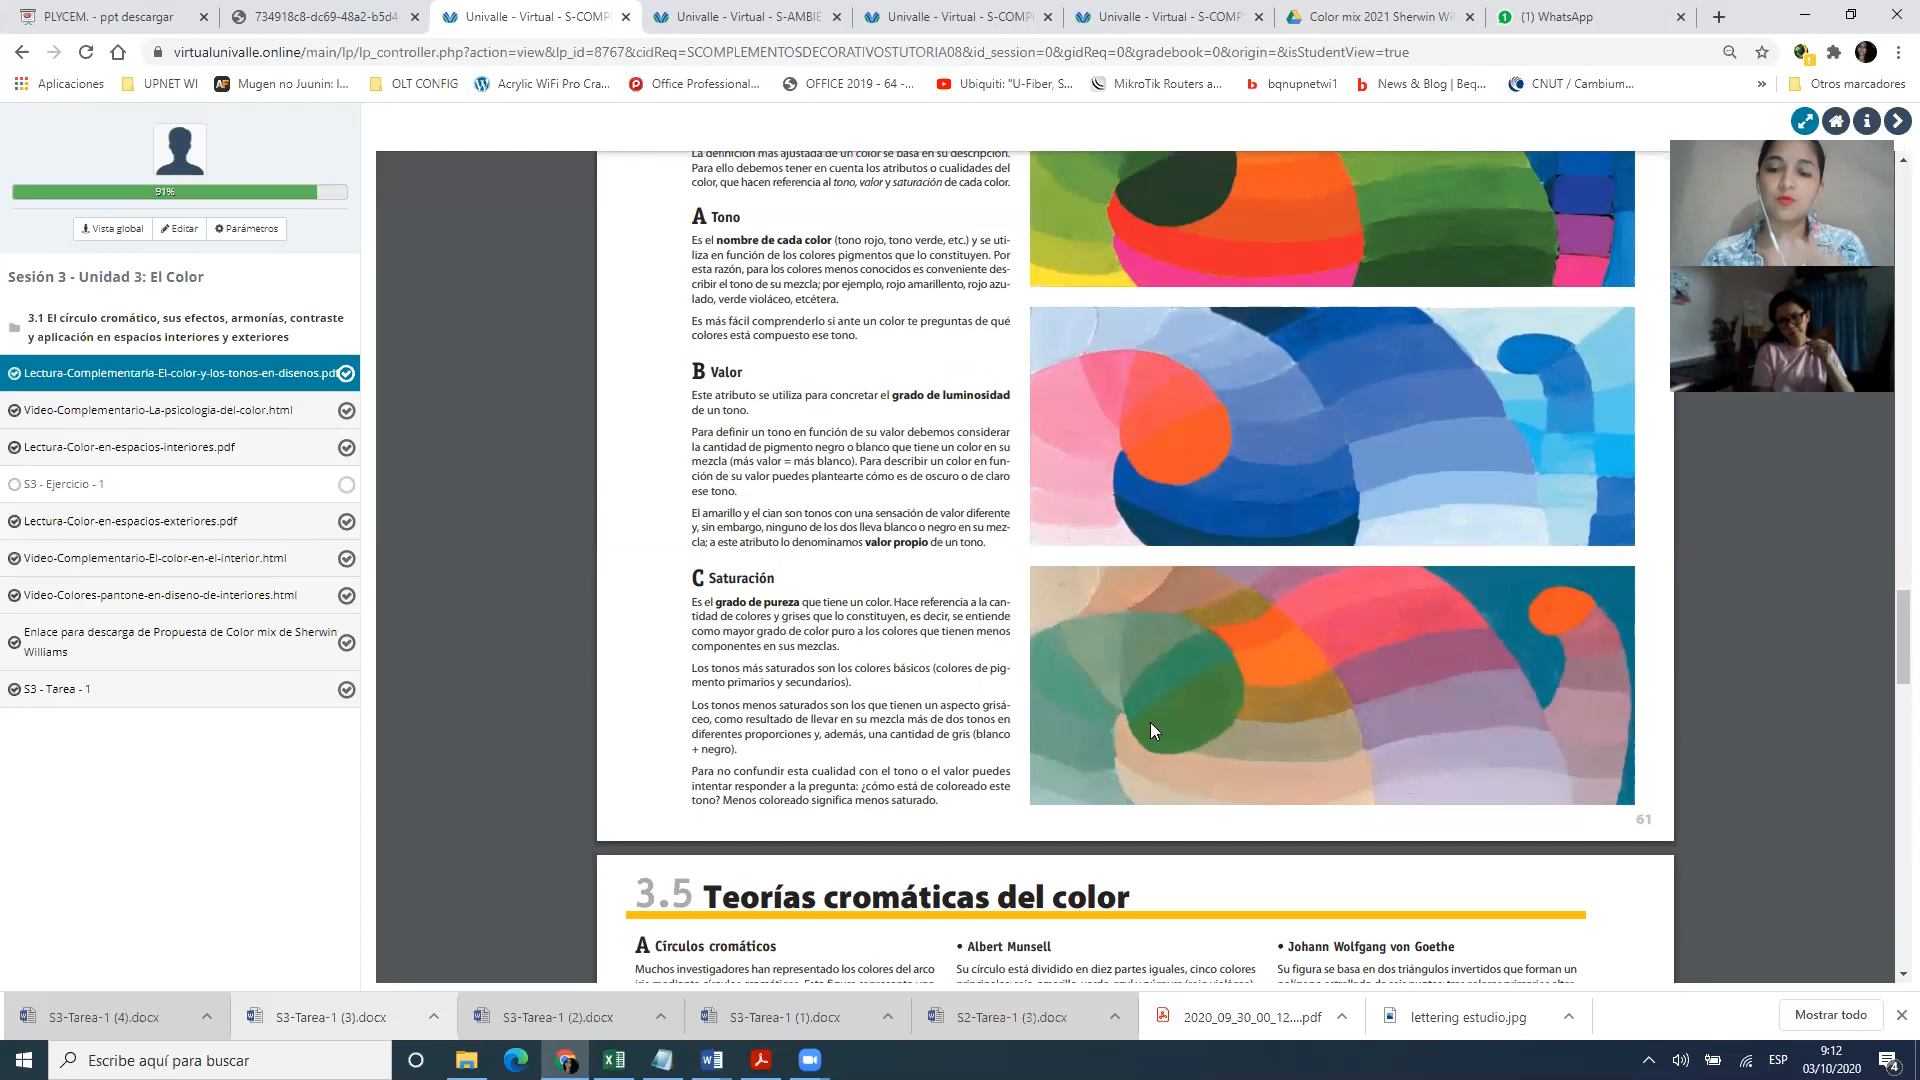 PLYCEM. - ppt descargar
734918c8-dc69-48a2-b5d4
Univalle - Virtual - S-COMP
Univalle - Virtual - S-AMBIE
Univalle - Virtual - S-COMP
Univalle - Virtual - S-COMP
Color mix 2021 Sherwin Wil
(1) WhatsApp
virtualunivalle.online/main/lp/lp_controller.php?action=view&lp_id=8767&cidReq=SCOMPLEMENTOSDECORATIVOSTUTORIA08&id_session=0&gidReq=0&gradebook=0&origin=&isStudentView=true
Aplicaciones
UPNET WI
Mugen no Juunin: I...
OLT CONFIG
Acrylic WiFi Pro Cra...
Office Professional...
OFFICE 2019 - 64 -...
Ubiquiti: "U-Fiber, S...
MikroTik Routers a...
bqnupnetwi1
News & Blog | Beq...
CNUT / Cambium...
Otros marcadores
91%
Vista global
Editar
Parámetros
Sesión 3 - Unidad 3: El Color
3.1 El círculo cromático, sus efectos, armonías, contraste
y aplicación en espacios interiores y exteriores
Lectura-Complementaria-El-color-y-los-tonos-en-disenos.pdf
Video-Complementario-La-psicologia-del-color.html
Lectura-Color-en-espacios-interiores.pdf
S3 - Ejercicio - 1
Lectura-Color-en-espacios-exteriores.pdf
Video-Complementario-El-color-en-el-interior.html
Video-Colores-pantone-en-diseno-de-interiores.html
Enlace para descarga de Propuesta de Color mix de Sherwin
Williams
S3 - Tarea - 1
La definición más ajustada de un color se basa en su descripción.
Para ello debemos tener en cuenta los atributos o cualidades del
color, que hacen referencia al tono, valor y saturación de cada color.
A Tono
Es el nombre de cada color (tono rojo, tono verde, etc.) y se uti-
liza en función de los colores pigmentos que lo constituyen. Por
esta razón, para los colores menos conocidos es conveniente des-
cribir el tono de su mezcla; por ejemplo, rojo amarillento, rojo azu-
lado, verde violáceo, etcétera.
Es más fácil comprenderlo si ante un color te preguntas de qué
colores está compuesto ese tono.
B Valor
Este atributo se utiliza para concretar el grado de luminosidad
de un tono.
Para definir un tono en función de su valor debemos considerar
la cantidad de pigmento negro o blanco que tiene un color en su
mezcla (más valor = más blanco). Para describir un color en fun-
ción de su valor puedes plantearte cómo es de oscuro o de claro
ese tono.
El amarillo y el cian son tonos con una sensación de valor diferente
y, sin embargo, ninguno de los dos lleva blanco o negro en su mez-
cla; a este atributo lo denominamos valor propio de un tono.
C Saturación
Es el grado de pureza que tiene un color. Hace referencia a la can-
tidad de colores y grises que lo constituyen, es decir, se entiende
como mayor grado de color puro a los colores que tienen menos
componentes en sus mezclas.
Los tonos más saturados son los colores básicos (colores de pig-
mento primarios y secundarios).
Los tonos menos saturados son los que tienen un aspecto grisá-
ceo, como resultado de llevar en su mezcla más de dos tonos en
diferentes proporciones y, además, una cantidad de gris (blanco
+ negro).
Para no confundir esta cualidad con el tono o el valor puedes
intentar responder a la pregunta: ¿cómo está de coloreado este
tono? Menos coloreado significa menos saturado.
61
3.5 Teorías cromáticas del color
A Círculos cromáticos
Muchos investigadores han representado los colores del arco
• Albert Munsell
Su círculo está dividido en diez partes iguales, cinco colores
• Johann Wolfgang von Goethe
Su figura se basa en dos triángulos invertidos que forman un
S3-Tarea-1 (4).docx
S3-Tarea-1 (3).docx
S3-Tarea-1 (2).docx
S3-Tarea-1 (1).docx
S2-Tarea-1 (3).docx
2020_09_30_00_12....pdf
lettering estudio.jpg
Mostrar todo
Escribe aquí para buscar
ESP
9:12
03/10/2020
4